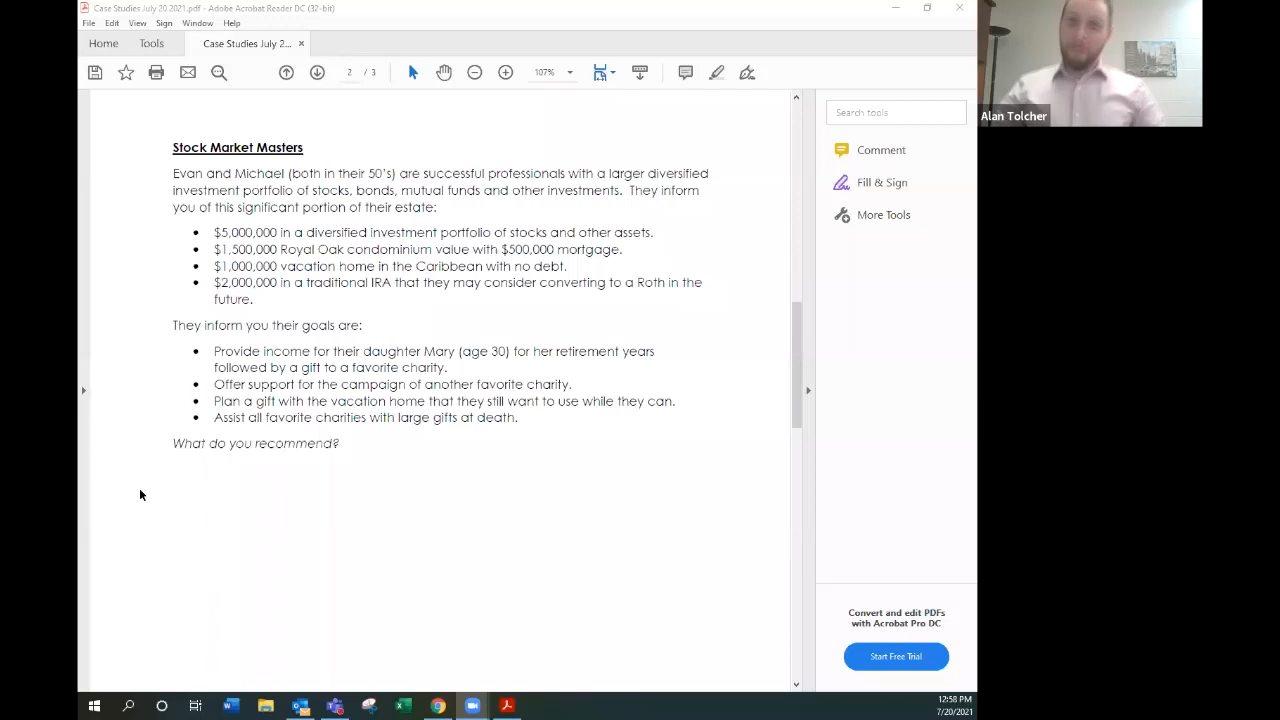 Case Studies July 20 2021.pdf - Adobe Acrobat Reader DC (32-bit)
File Edit View Sign Window Help
Home Tools Case Studies July 2... ×
2 / 3 107%
Stock Market Masters
Evan and Michael (both in their 50's) are successful professionals with a larger diversified
investment portfolio of stocks, bonds, mutual funds and other investments. They inform
you of this significant portion of their estate:
• $5,000,000 in a diversified investment portfolio of stocks and other assets.
• $1,500,000 Royal Oak condominium value with $500,000 mortgage.
• $1,000,000 vacation home in the Caribbean with no debt.
• $2,000,000 in a traditional IRA that they may consider converting to a Roth in the
future.
They inform you their goals are:
• Provide income for their daughter Mary (age 30) for her retirement years
followed by a gift to a favorite charity.
• Offer support for the campaign of another favorite charity.
• Plan a gift with the vacation home that they still want to use while they can.
• Assist all favorite charities with large gifts at death.
What do you recommend?
Search tools
Comment
Fill & Sign
More Tools
Convert and edit PDFs
with Acrobat Pro DC
Start Free Trial
Alan Tolcher
12:58 PM
7/20/2021